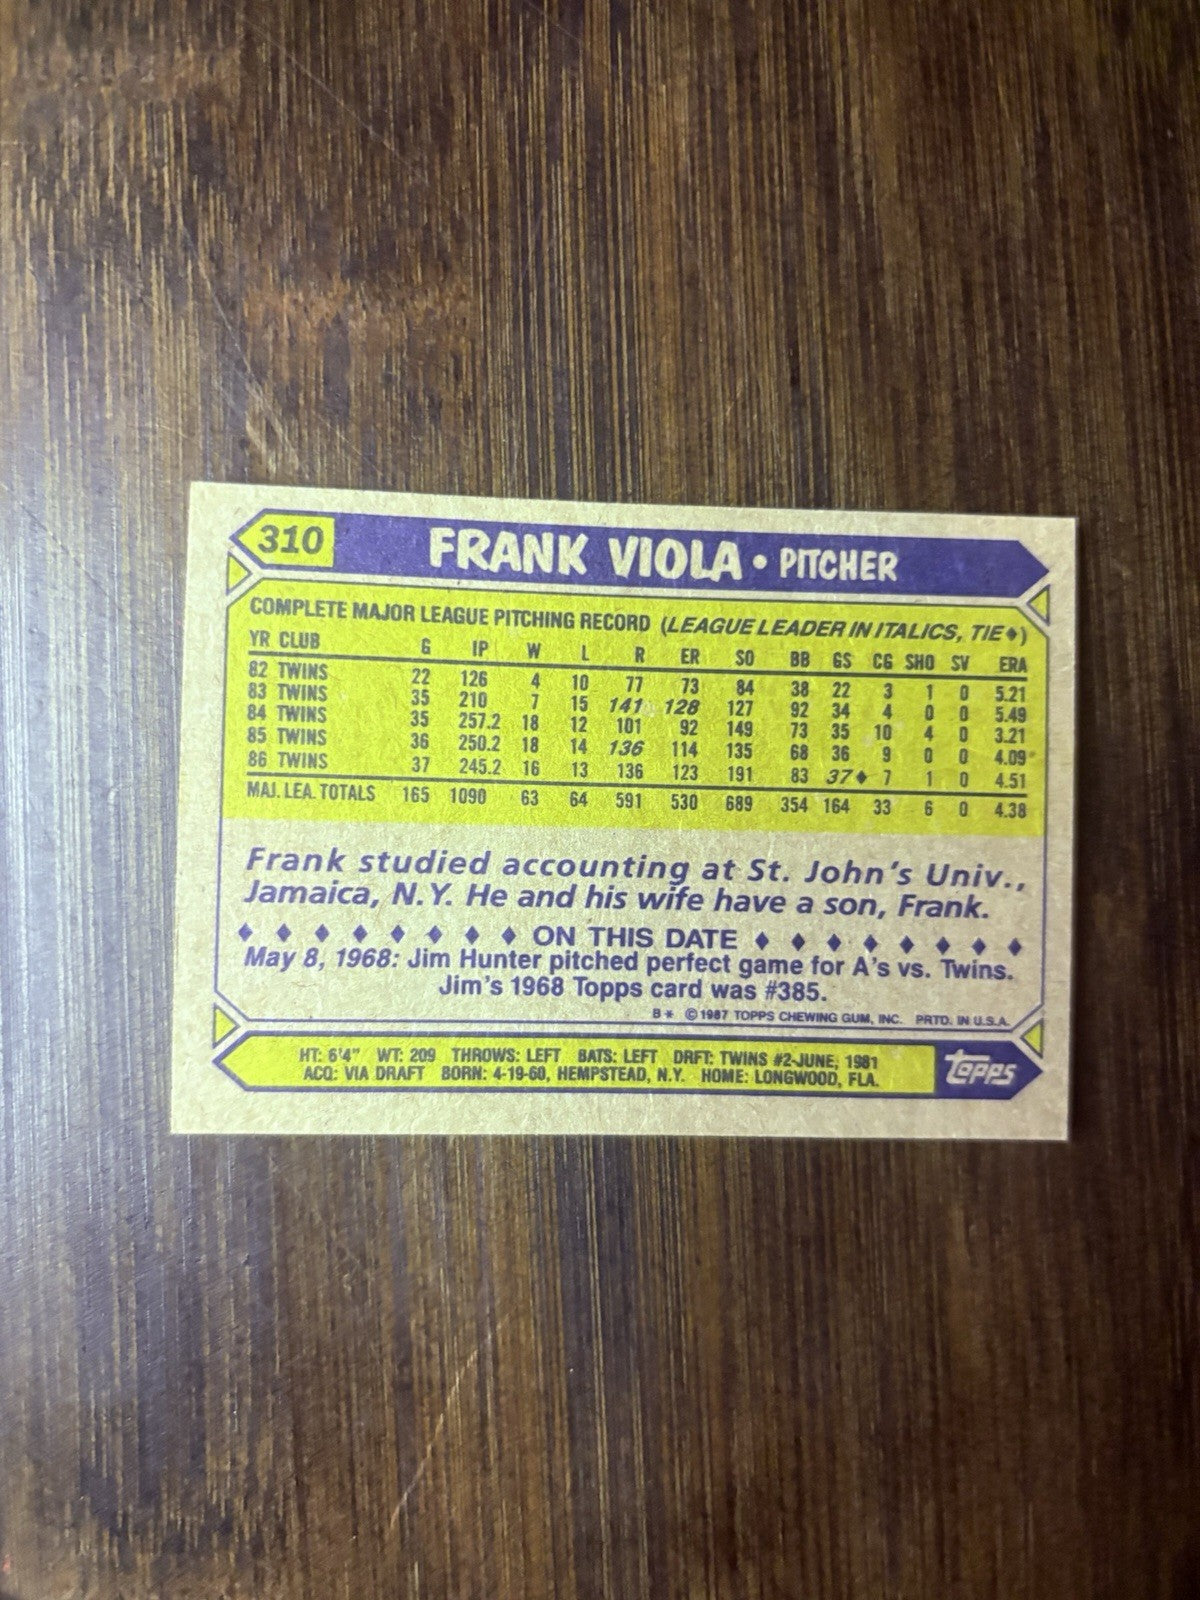 310 FRANK VIOLA • PITCHER
COMPLETE MAJOR LEAGUE PITCHING RECORD (LEAGUE LEADER IN ITALICS, TIE♦)
YR CLUB G IP W L R ER SO BB GS CG SHO SV ERA
82 TWINS 22 126 4 10 77 73 84 38 22 3 1 0 5.21
83 TWINS 35 210 7 15 141 128 127 92 34 4 0 0 5.49
84 TWINS 35 257.2 18 12 101 92 149 73 35 10 4 0 3.21
85 TWINS 36 250.2 18 14 136 114 135 68 36 9 0 0 4.09
86 TWINS 37 245.2 16 13 136 123 191 83 37♦ 7 1 0 4.51
MAJ. LEA. TOTALS 165 1090 63 64 591 530 689 354 164 33 6 0 4.38
Frank studied accounting at St. John's Univ.,
Jamaica, N.Y. He and his wife have a son, Frank.
♦ ♦ ♦ ♦ ♦ ♦ ♦ ♦ ON THIS DATE ♦ ♦ ♦ ♦ ♦ ♦ ♦ ♦
May 8, 1968: Jim Hunter pitched perfect game for A's vs. Twins.
Jim's 1968 Topps card was #385.
B* © 1987 TOPPS CHEWING GUM, INC. PRTD. IN U.S.A.
HT: 6'4" WT: 209 THROWS: LEFT BATS: LEFT DRFT: TWINS #2-JUNE, 1981
ACQ: VIA DRAFT BORN: 4-19-60, HEMPSTEAD, N.Y. HOME: LONGWOOD, FLA.
topps